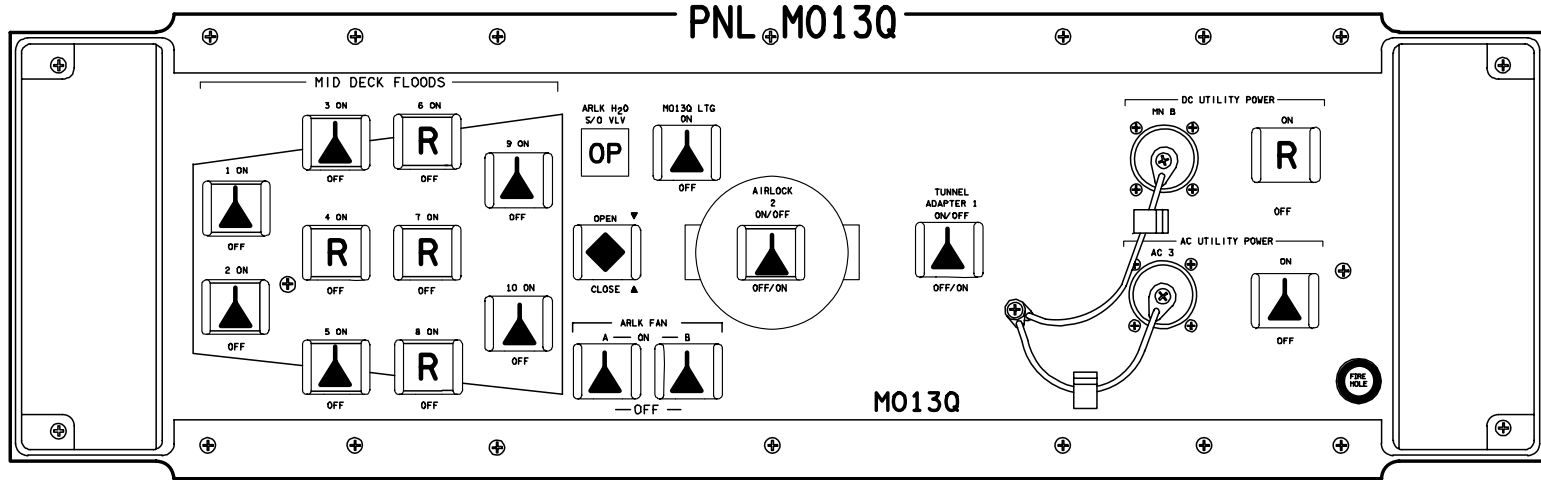 PNL MO13Q
MID DECK FLOODS
3 ON
OFF
6 ON
R
OFF
9 ON
OFF
1 ON
OFF
4 ON
R
OFF
7 ON
R
OFF
2 ON
OFF
10 ON
OFF
5 ON
OFF
8 ON
R
OFF
ARLK H2O
S/O VLV
OP
MO13Q LTG
ON
OFF
OPEN
CLOSE
ARLK FAN
A — ON — B
OFF
AIRLOCK
2
ON/OFF
OFF/ON
TUNNEL
ADAPTER 1
ON/OFF
OFF/ON
DC UTILITY POWER
MN B
ON
R
OFF
AC UTILITY POWER
AC 3
ON
OFF
FIRE
HOLE
MO13Q